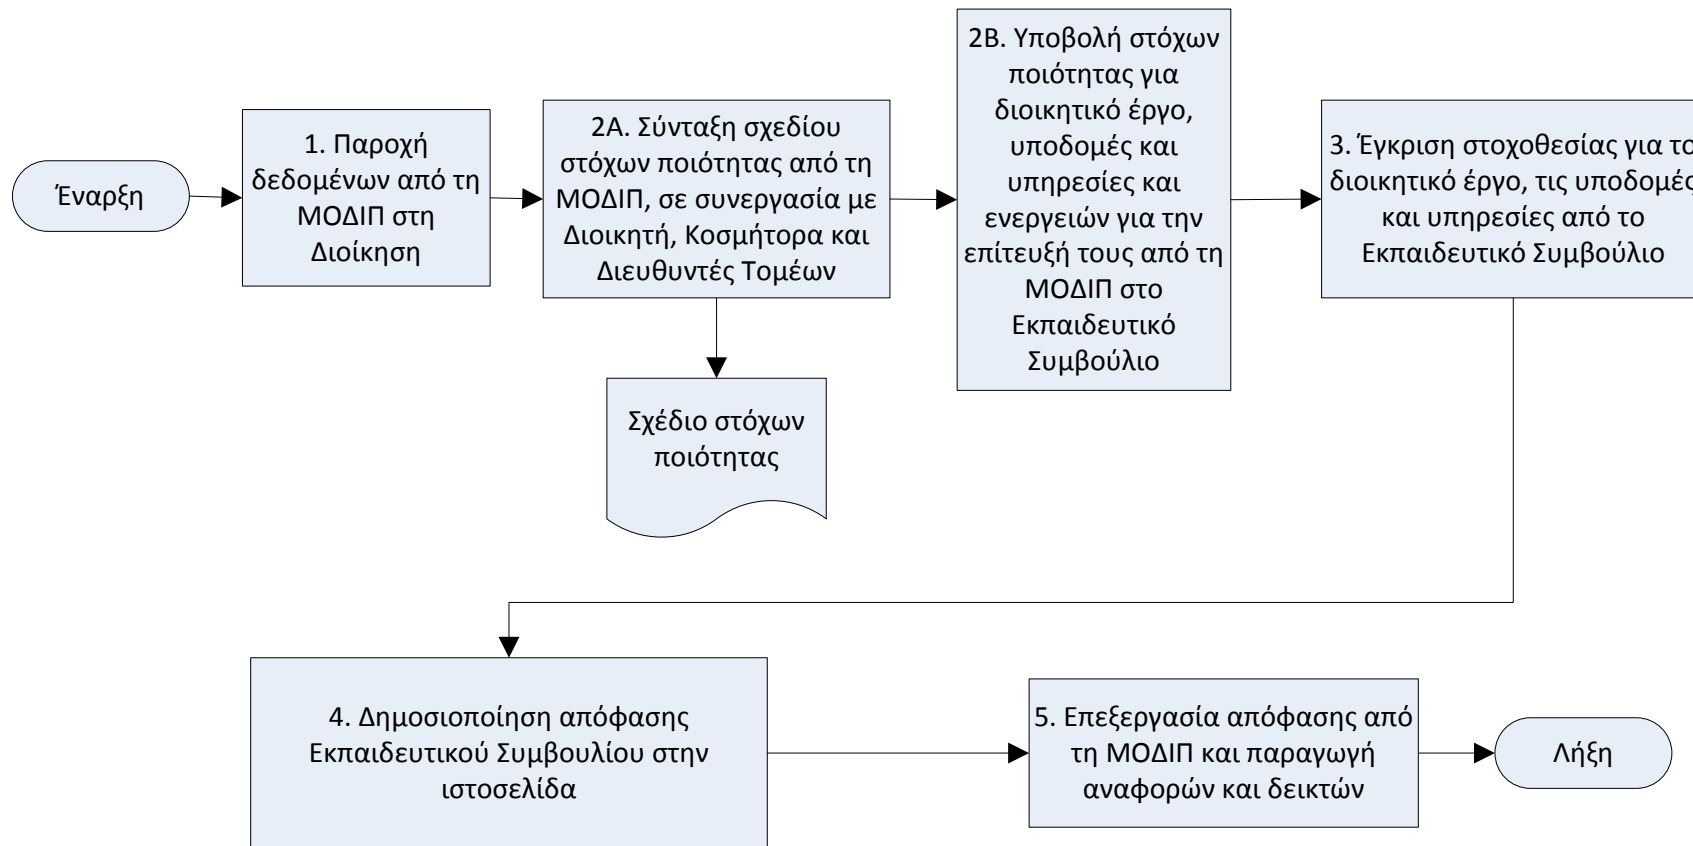 Έναρξη
1. Παροχή
δεδομένων από τη
ΜΟΔΙΠ στη
Διοίκηση
2Α. Σύνταξη σχεδίου
στόχων ποιότητας από τη
ΜΟΔΙΠ, σε συνεργασία με
Διοικητή, Κοσμήτορα και
Διευθυντές Τομέων
Σχέδιο στόχων
ποιότητας
2Β. Υποβολή στόχων
ποιότητας για
διοικητικό έργο,
υποδομές και
υπηρεσίες και
ενεργειών για την
επίτευξή τους από τη
ΜΟΔΙΠ στο
Εκπαιδευτικό
Συμβούλιο
3. Έγκριση στοχοθεσίας για το
διοικητικό έργο, τις υποδομές
και υπηρεσίες από το
Εκπαιδευτικό Συμβούλιο
4. Δημοσιοποίηση απόφασης
Εκπαιδευτικού Συμβουλίου στην
ιστοσελίδα
5. Επεξεργασία απόφασης από
τη ΜΟΔΙΠ και παραγωγή
αναφορών και δεικτών
Λήξη